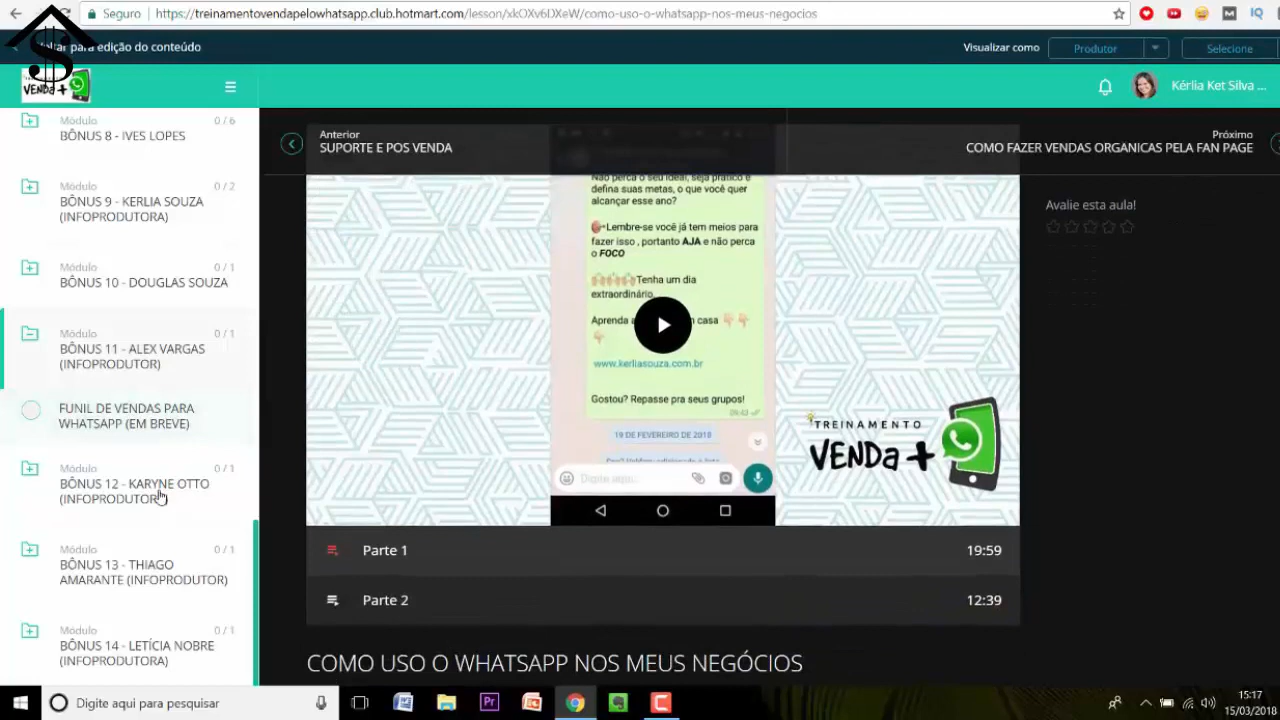 Seguro
https://treinamentovendapelowhatsapp.club.hotmart.com/lesson/xkOXv6DXeW/como-uso-o-whatsapp-nos-meus-negocios
Voltar para edição do conteúdo
Visualizar como
Produtor
Selecione
VENDA +
Kérlia Ket Silva ...
Módulo
0 / 6
BÔNUS 8 - IVES LOPES
Módulo
0 / 2
BÔNUS 9 - KERLIA SOUZA
(INFOPRODUTORA)
Módulo
0 / 1
BÔNUS 10 - DOUGLAS SOUZA
Módulo
0 / 1
BÔNUS 11 - ALEX VARGAS
(INFOPRODUTOR)
FUNIL DE VENDAS PARA
WHATSAPP (EM BREVE)
Módulo
0 / 1
BÔNUS 12 - KARYNE OTTO
(INFOPRODUTORA)
Módulo
0 / 1
BÔNUS 13 - THIAGO
AMARANTE (INFOPRODUTOR)
Módulo
0 / 1
BÔNUS 14 - LETÍCIA NOBRE
(INFOPRODUTORA)
Anterior
SUPORTE E POS VENDA
Próximo
COMO FAZER VENDAS ORGANICAS PELA FAN PAGE
Não perca o seu ideal, seja prático e
defina suas metas, o que você quer
alcançar esse ano?
Lembre-se você já tem meios para
fazer isso , portanto AJA e não perca
o FOCO
Tenha um dia
extraordinário.
Aprenda a casa
www.kerliasouza.com.br
Gostou? Repasse pra seus grupos!
09:43
19 DE FEVEREIRO DE 2018
Digite aqui...
TREINAMENTO
VENDA +
Avalie esta aula!
Parte 1
19:59
Parte 2
12:39
COMO USO O WHATSAPP NOS MEUS NEGÓCIOS
Digite aqui para pesquisar
15:17
15/03/2018